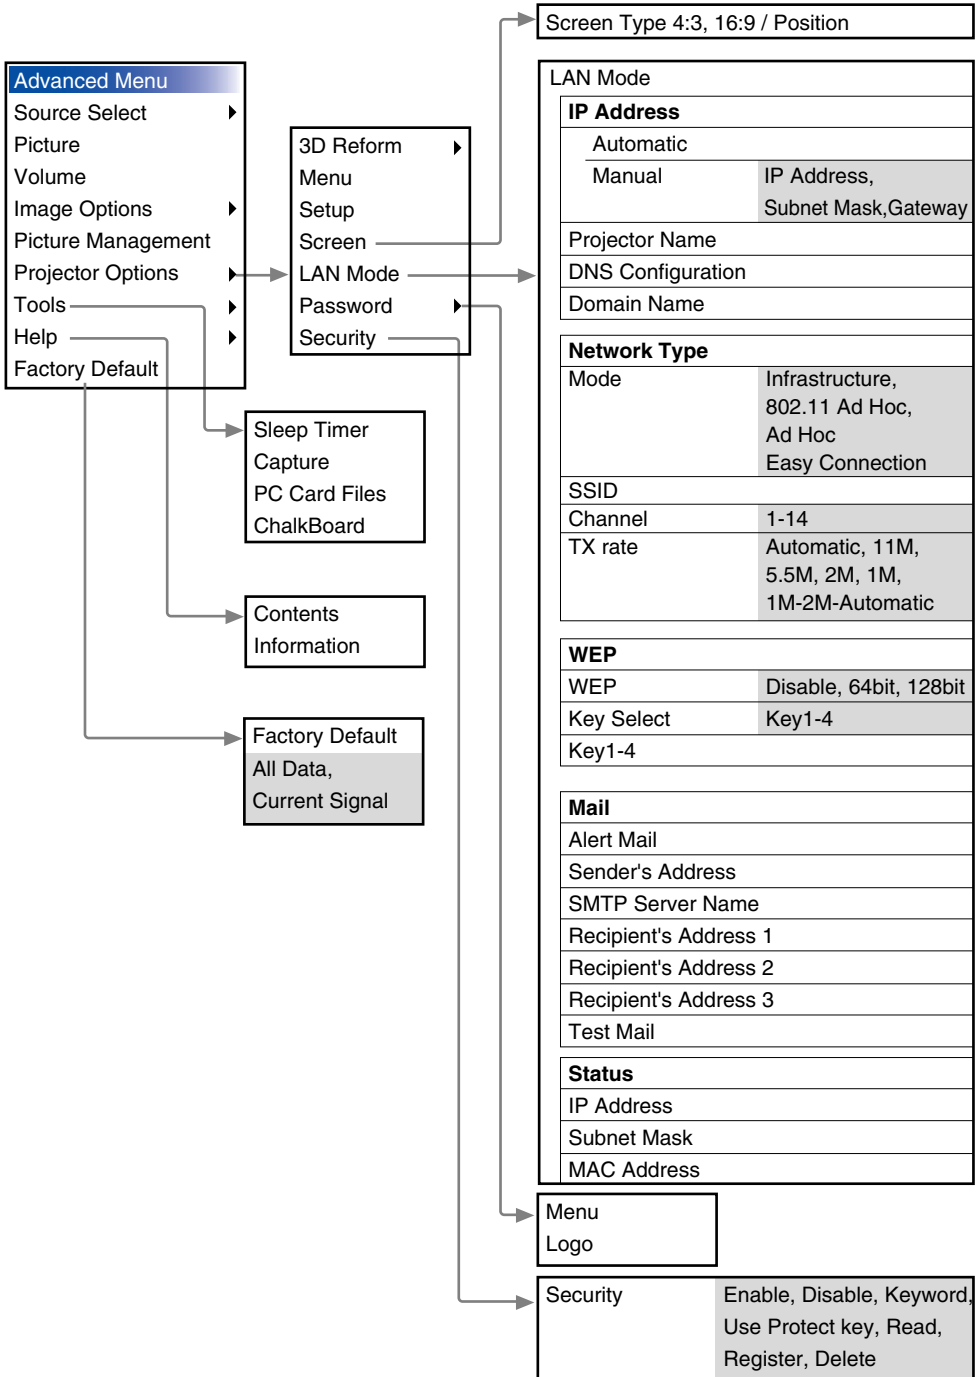 Screen Type 4:3, 16:9 / Position
Advanced Menu
Source Select
Picture
Volume
Image Options
Picture Management
Projector Options
Tools
Help
Factory Default
3D Reform
Menu
Setup
Screen
LAN Mode
Password
Security
Sleep Timer
Capture
PC Card Files
ChalkBoard
Contents
Information
Factory Default
All Data,
Current Signal
LAN Mode
IP Address
Automatic
Manual IP Address,
Subnet Mask,Gateway
Projector Name
DNS Configuration
Domain Name
Network Type
Mode Infrastructure,
802.11 Ad Hoc,
Ad Hoc
Easy Connection
SSID
Channel 1-14
TX rate Automatic, 11M,
5.5M, 2M, 1M,
1M-2M-Automatic
WEP
WEP Disable, 64bit, 128bit
Key Select Key1-4
Key1-4
Mail
Alert Mail
Sender's Address
SMTP Server Name
Recipient's Address 1
Recipient's Address 2
Recipient's Address 3
Test Mail
Status
IP Address
Subnet Mask
MAC Address
Menu
Logo
Security Enable, Disable, Keyword,
Use Protect key, Read,
Register, Delete